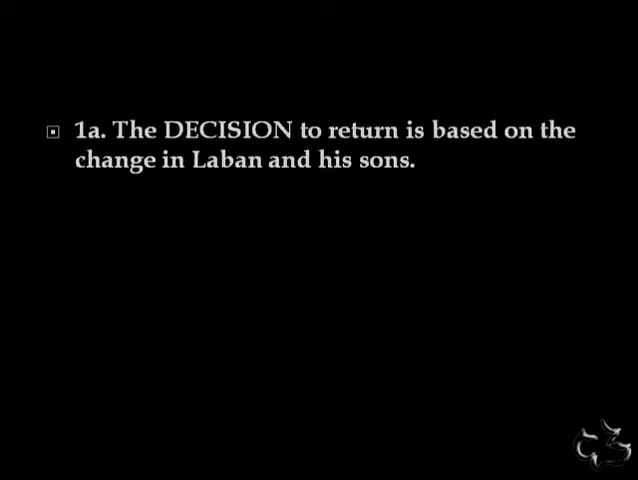 1a. The DECISION to return is based on the
change in Laban and his sons.